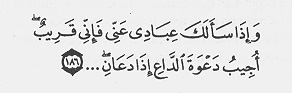 وَإِذَا سَأَلَكَ عِبَادِى عَنِّى فَإِنِّى قَرِيبٌ ۖ
أُجِيبُ دَعْوَةَ ٱلدَّاعِ إِذَا دَعَانِ ۖ ... ﴿١٨٦﴾